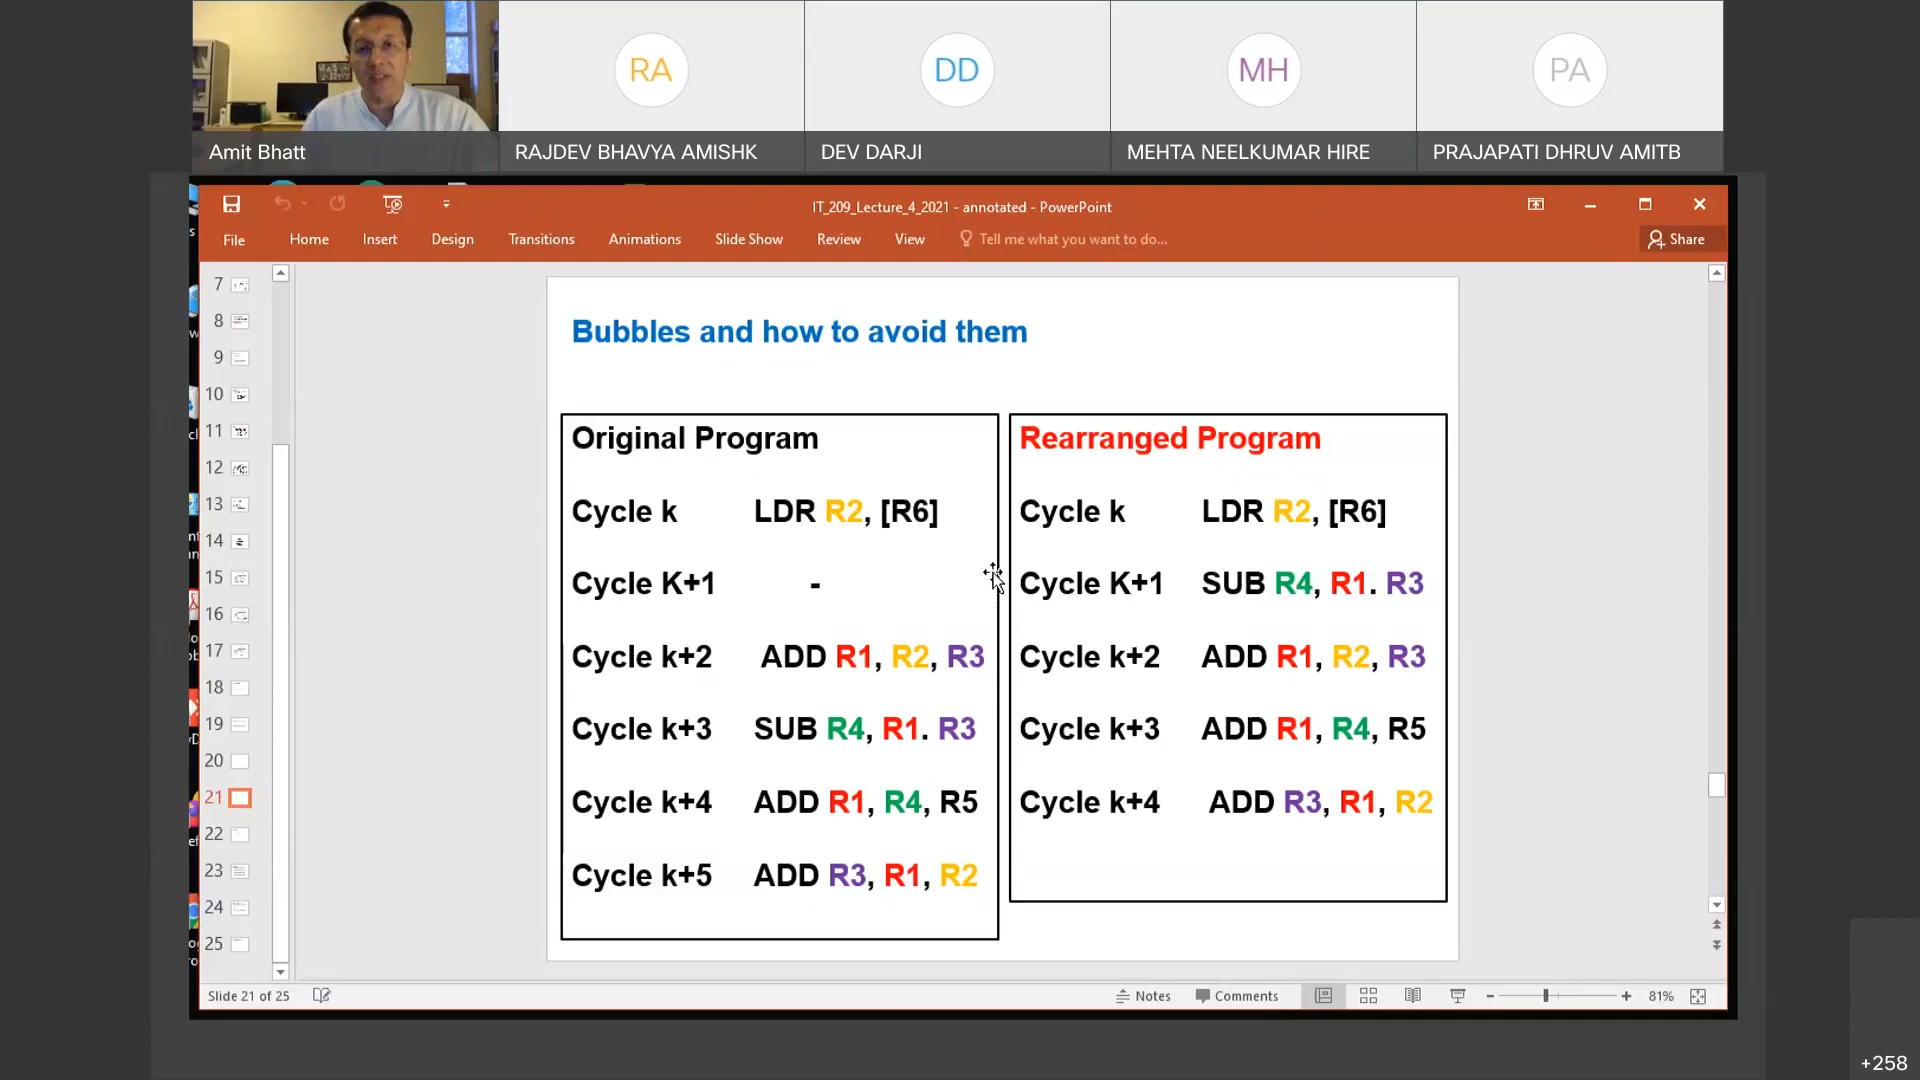 RA
DD
MH
PA
Amit Bhatt
RAJDEV BHAVYA AMISHK
DEV DARJI
MEHTA NEELKUMAR HIRE
PRAJAPATI DHRUV AMITB
IT_209_Lecture_4_2021 - annotated - PowerPoint
File Home Insert Design Transitions Animations Slide Show Review View Tell me what you want to do... Share
7
8
9
10
11
12
13
14
15
16
17
18
19
20
21
22
23
24
25
Bubbles and how to avoid them
Original Program
Cycle k LDR R2, [R6]
Cycle K+1 -
Cycle k+2 ADD R1, R2, R3
Cycle k+3 SUB R4, R1. R3
Cycle k+4 ADD R1, R4, R5
Cycle k+5 ADD R3, R1, R2
Rearranged Program
Cycle k LDR R2, [R6]
Cycle K+1 SUB R4, R1. R3
Cycle k+2 ADD R1, R2, R3
Cycle k+3 ADD R1, R4, R5
Cycle k+4 ADD R3, R1, R2
Slide 21 of 25 Notes Comments 81%
+258